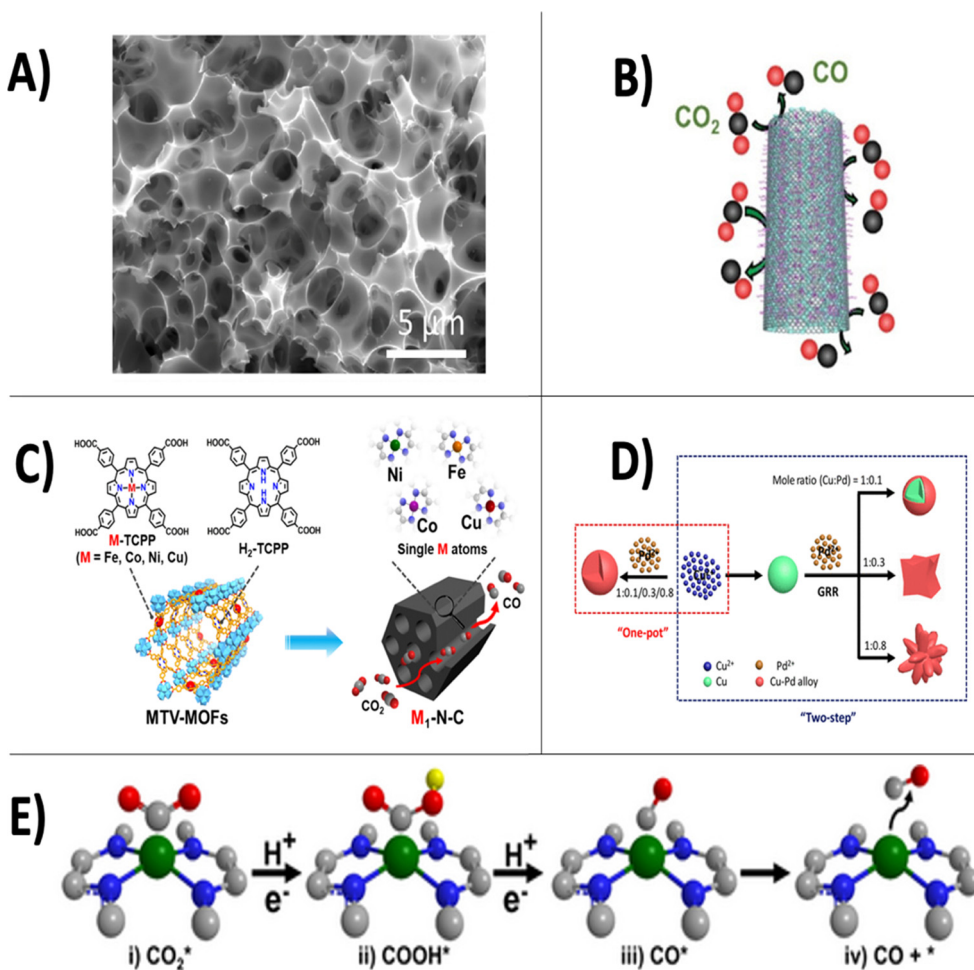 A)
5 μm
B)
CO
CO₂
C)
HOOC
COOH
HOOC
COOH
N
N
M
N
N
N
NH
HN
N
HOOC
COOH
HOOC
COOH
M-TCPP
(M = Fe, Co, Ni, Cu)
H₂-TCPP
MTV-MOFs
Ni
Fe
Co
Cu
Single M atoms
CO
CO₂
M₁-N-C
D)
Mole ratio (Cu:Pd) = 1:0.1
Pd²⁺
Cu²⁺
Pd²⁺
1:0.1/0.3/0.8
GRR
1:0.3
1:0.8
"One-pot"
Cu²⁺
Pd²⁺
Cu
Cu-Pd alloy
"Two-step"
E)
H⁺
e⁻
H⁺
e⁻
i) CO₂*
ii) COOH*
iii) CO*
iv) CO + *